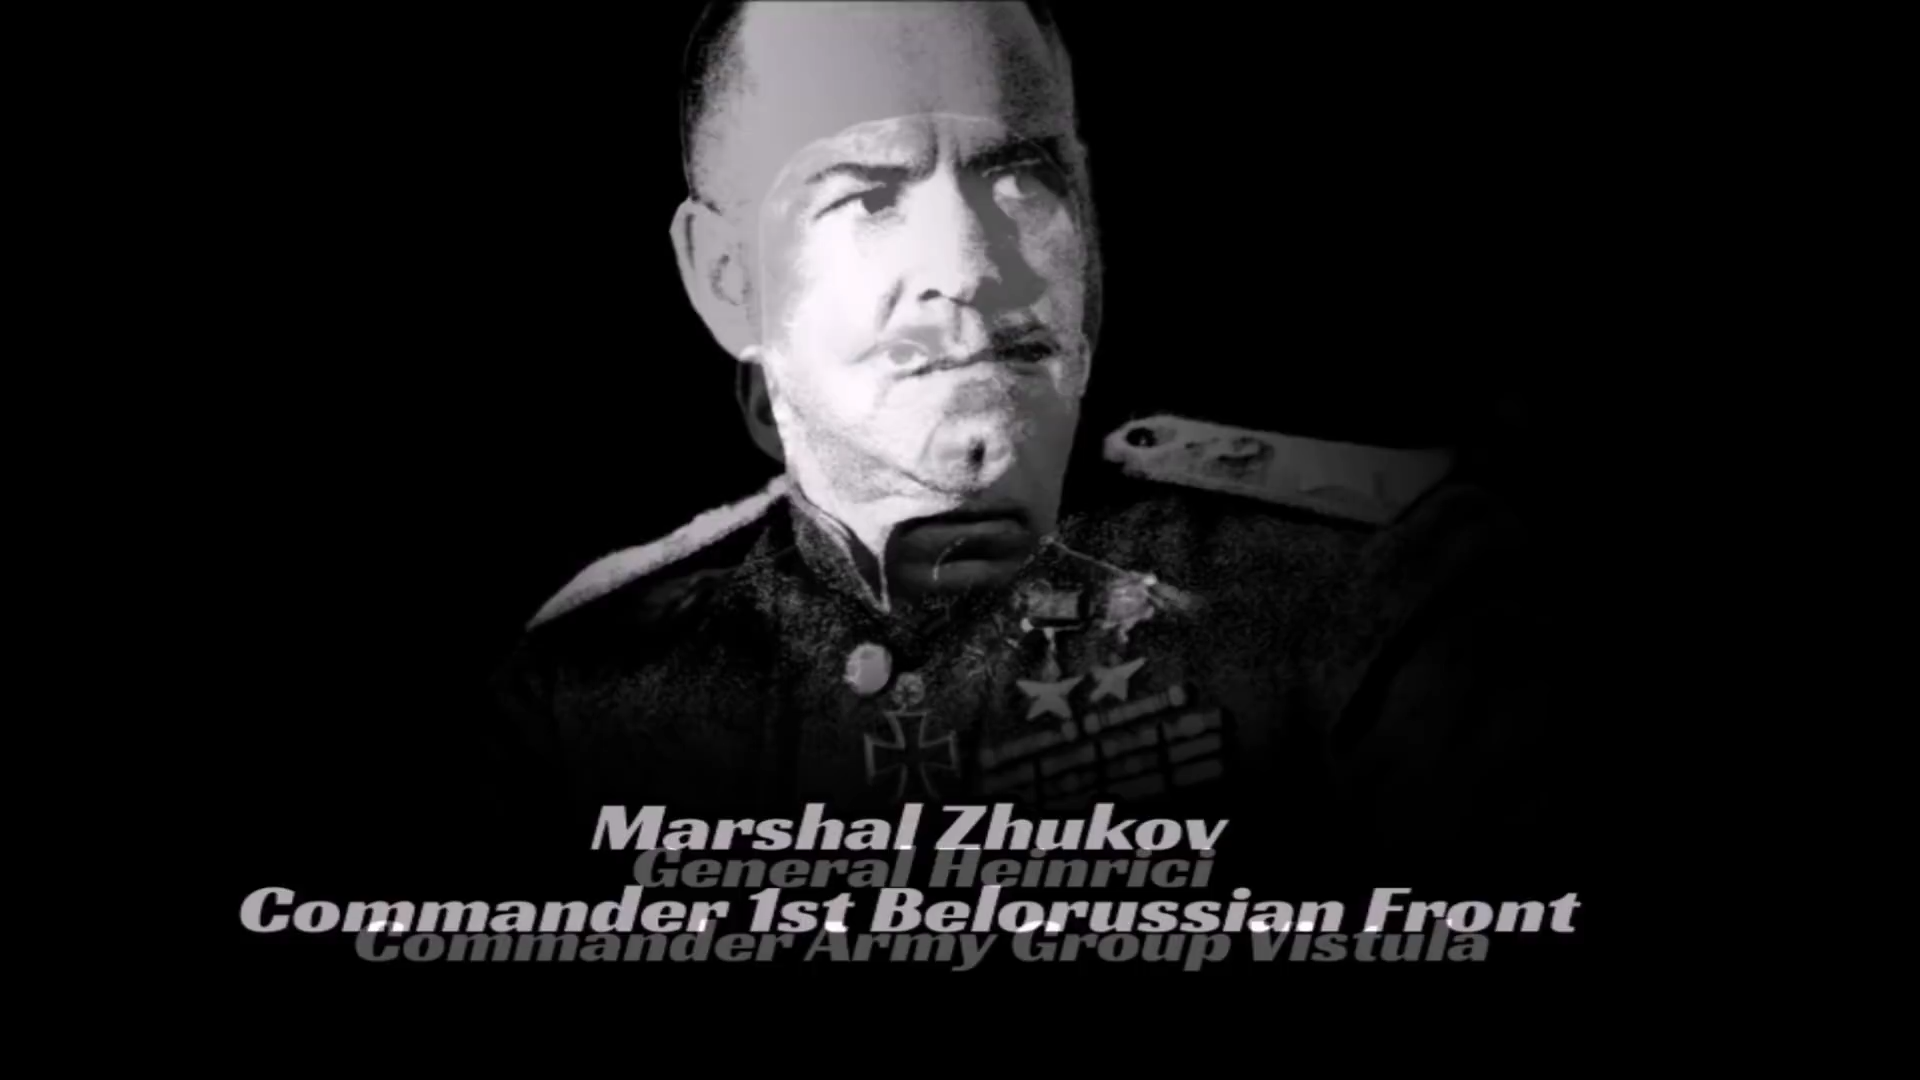 Marshal Zhukov
General Heinrici
Commander 1st Belorussian Front
Commander Army Group Vistula